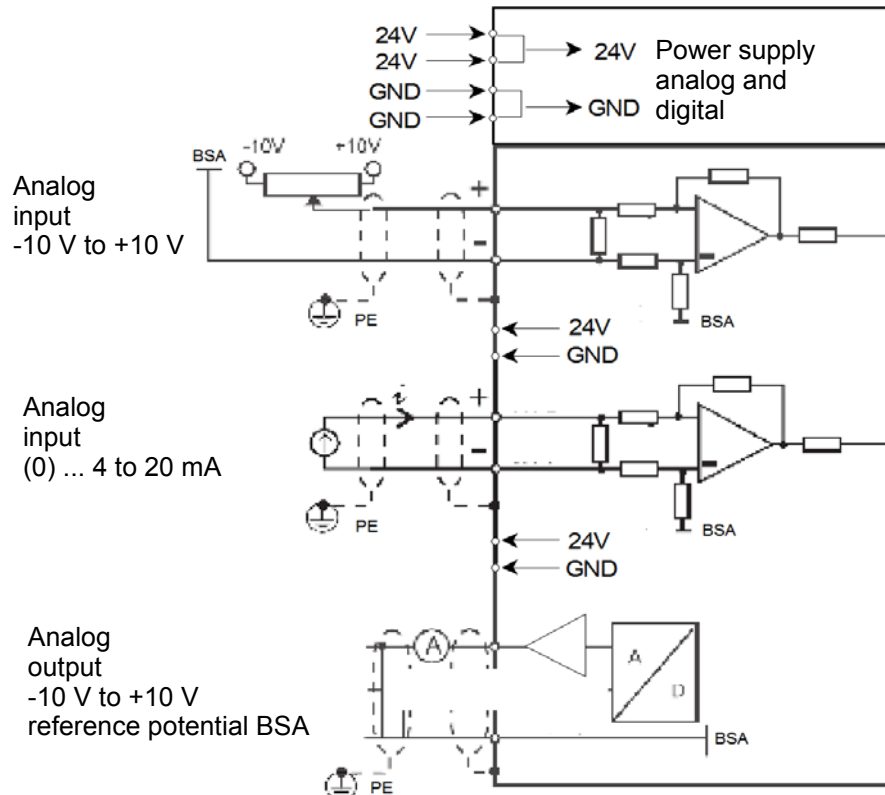 24V
24V
24V
Power supply
analog and
digital
GND
GND
GND
BSA
-10V
+10V
Analog
input
-10 V to +10 V
+
-
-
BSA
PE
24V
GND
Analog
input
(0) ... 4 to 20 mA
i
+
-
-
BSA
PE
24V
GND
Analog
output
-10 V to +10 V
reference potential BSA
A
A
D
BSA
PE